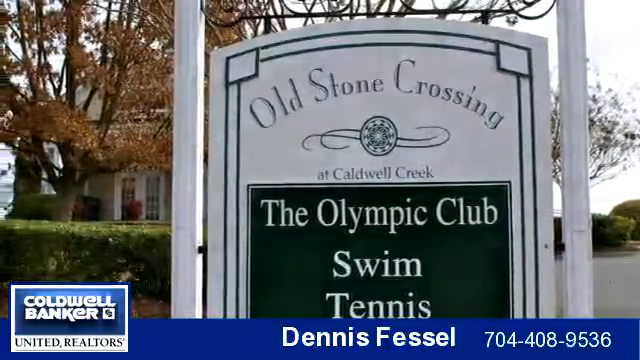 Old Stone Crossing
at Caldwell Creek
The Olympic Club
Swim
Tennis
COLDWELL
BANKER
UNITED, REALTORS®
Dennis Fessel
704-408-9536